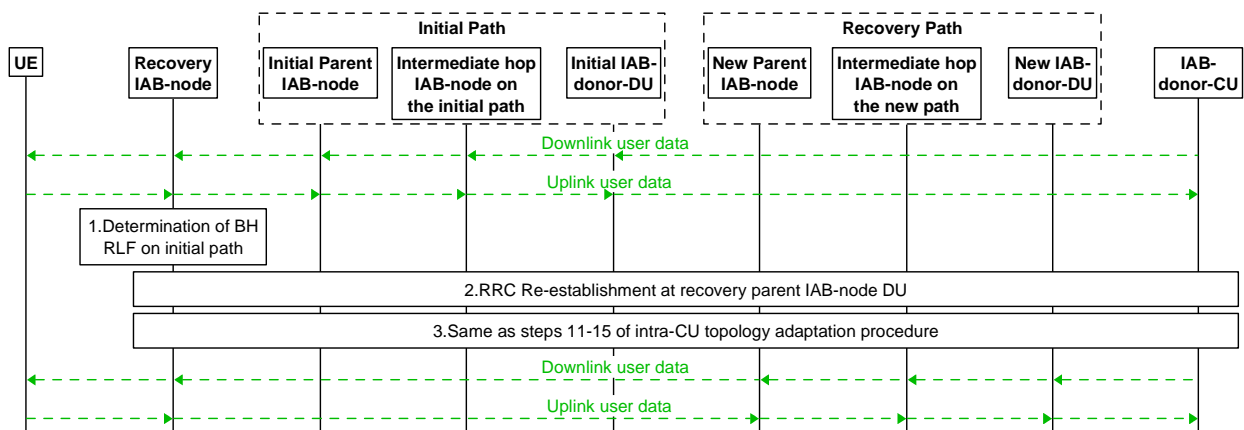 Initial Path
Recovery Path
UE
Recovery
IAB-node
Initial Parent
IAB-node
Intermediate hop
IAB-node on
the initial path
Initial IAB-
donor-DU
New Parent
IAB-node
Intermediate hop
IAB-node on
the new path
New IAB-
donor-DU
IAB-
donor-CU
Downlink user data
Uplink user data
1.Determination of BH
RLF on initial path
2.RRC Re-establishment at recovery parent IAB-node DU
3.Same as steps 11-15 of intra-CU topology adaptation procedure
Downlink user data
Uplink user data